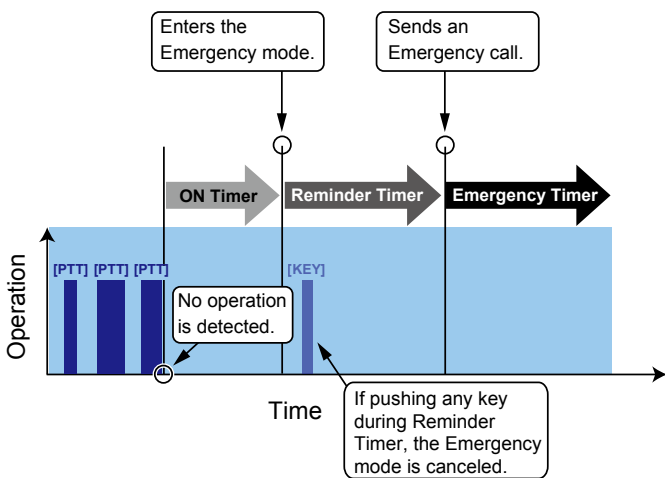 Enters the
Emergency mode.
Sends an
Emergency call.
ON Timer
Reminder Timer
Emergency Timer
Operation
[PTT] [PTT] [PTT]
[KEY]
No operation
is detected.
Time
If pushing any key
during Reminder
Timer, the Emergency
mode is canceled.